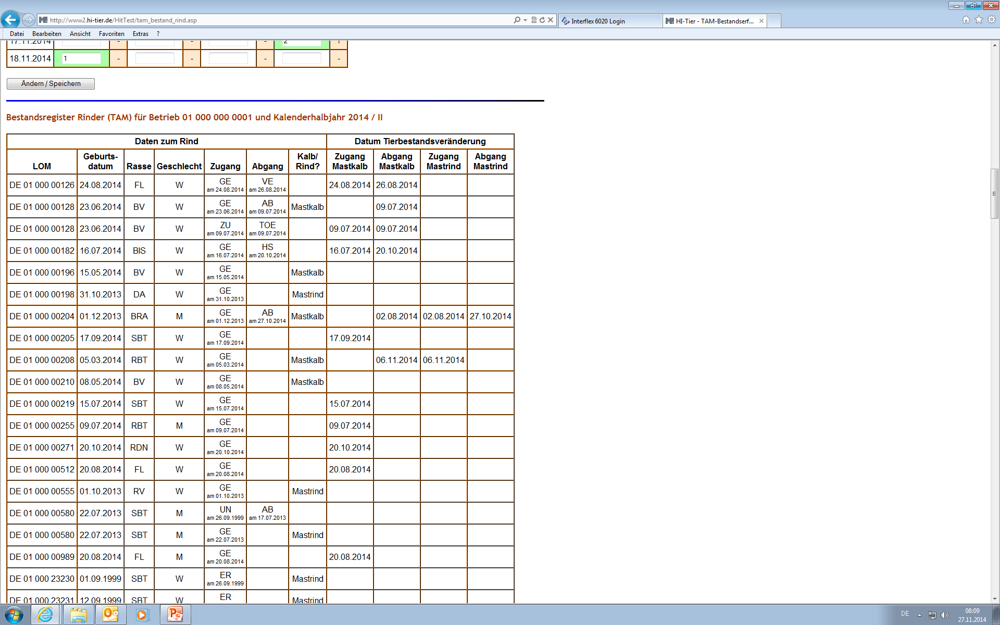 http://www2.hi-tier.de/HitTest/tam_bestand_rind.asp
Interflex 6020 Login
HI-Tier - TAM-Bestandserf...
Datei Bearbeiten Ansicht Favoriten Extras ?
17.11.2014 - - - 2 1
18.11.2014 1 - - - -
Ändern / Speichern
Bestandsregister Rinder (TAM) für Betrieb 01 000 000 0001 und Kalenderhalbjahr 2014 / II
Daten zum Rind Datum Tierbestandsveränderung
LOM Geburts-datum Rasse Geschlecht Zugang Abgang Kalb/Rind? Zugang Mastkalb Abgang Mastkalb Zugang Mastrind Abgang Mastrind
DE 01 000 00126 24.08.2014 FL W GE am 24.08.2014 VE am 26.08.2014 24.08.2014 26.08.2014
DE 01 000 00128 23.06.2014 BV W GE am 23.06.2014 AB am 09.07.2014 Mastkalb 09.07.2014
DE 01 000 00128 23.06.2014 BV W ZU am 09.07.2014 TOE am 09.07.2014 09.07.2014 09.07.2014
DE 01 000 00182 16.07.2014 BIS W GE am 16.07.2014 HS am 20.10.2014 16.07.2014 20.10.2014
DE 01 000 00196 15.05.2014 BV W GE am 15.05.2014 Mastkalb
DE 01 000 00198 31.10.2013 DA W GE am 31.10.2013 Mastrind
DE 01 000 00204 01.12.2013 BRA M GE am 01.12.2013 AB am 27.10.2014 Mastkalb 02.08.2014 02.08.2014 27.10.2014
DE 01 000 00205 17.09.2014 SBT W GE am 17.09.2014 17.09.2014
DE 01 000 00208 05.03.2014 RBT W GE am 05.03.2014 Mastkalb 06.11.2014 06.11.2014
DE 01 000 00210 08.05.2014 BV W GE am 08.05.2014 Mastkalb
DE 01 000 00219 15.07.2014 SBT W GE am 15.07.2014 15.07.2014
DE 01 000 00255 09.07.2014 RBT M GE am 09.07.2014 09.07.2014
DE 01 000 00271 20.10.2014 RDN W GE am 20.10.2014 20.10.2014
DE 01 000 00512 20.08.2014 FL W GE am 20.08.2014 20.08.2014
DE 01 000 00555 01.10.2013 RV W GE am 01.10.2013 Mastrind
DE 01 000 00580 22.07.2013 SBT M UN am 26.09.1999 AB am 17.07.2013
DE 01 000 00580 22.07.2013 SBT M GE am 22.07.2013 Mastrind
DE 01 000 00989 20.08.2014 FL M GE am 20.08.2014 20.08.2014
DE 01 000 23230 01.09.1999 SBT W ER am 26.09.1999 Mastrind
DE 01 000 23231 12.09.1999 SBT W ER Mastrind
DE 08:09
27.11.2014